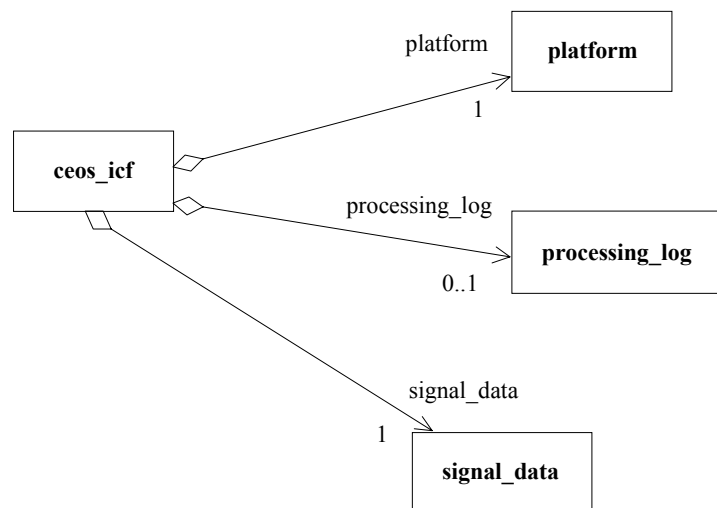 platform
platform
1
ceos_icf
processing_log
processing_log
0..1
signal_data
1
signal_data